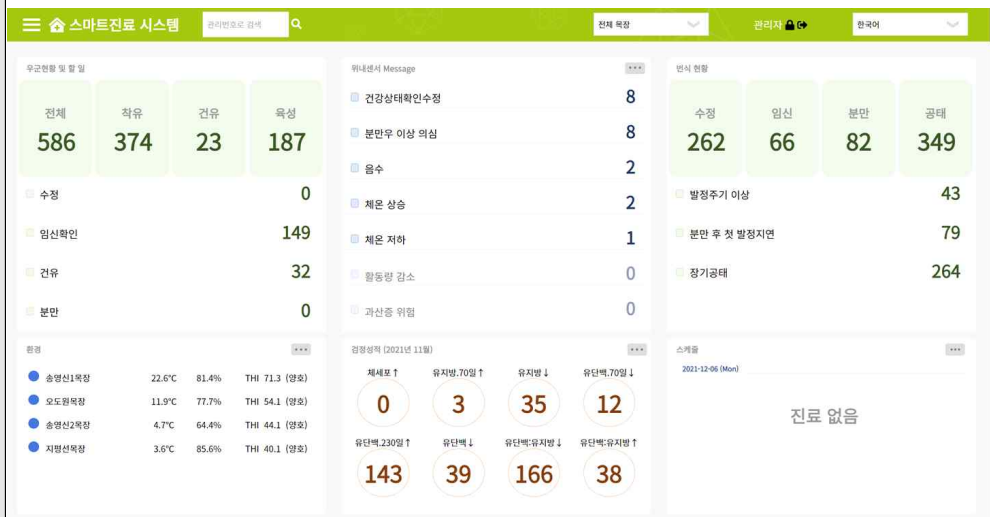 스마트진료 시스템
관리번호로 검색
전체 목장
관리자
한국어
우군현황 및 할 일
전체 착유 건유 육성
586 374 23 187
수정 0
임신확인 149
건유 32
분만 0
위내센서 Message
건강상태확인수정 8
분만우 이상 의심 8
음수 2
체온 상승 2
체온 저하 1
활동량 감소 0
과산증 위험 0
번식 현황
수정 임신 분만 공태
262 66 82 349
발정주기 이상 43
분만 후 첫 발정지연 79
장기공태 264
환경
송영신1목장 22.6°C 81.4% THI 71.3 (양호)
오도원목장 11.9°C 77.7% THI 54.1 (양호)
송영신2목장 4.7°C 64.4% THI 44.1 (양호)
지평선목장 3.6°C 85.6% THI 40.1 (양호)
검정성적 (2021년 11월)
체세포↑ 유지방.70일↑ 유지방↓ 유단백.70일↓
0 3 35 12
유단백.230일↑ 유단백↓ 유단백:유지방↓ 유단백:유지방↑
143 39 166 38
스케줄
2021-12-06 (Mon)
진료 없음